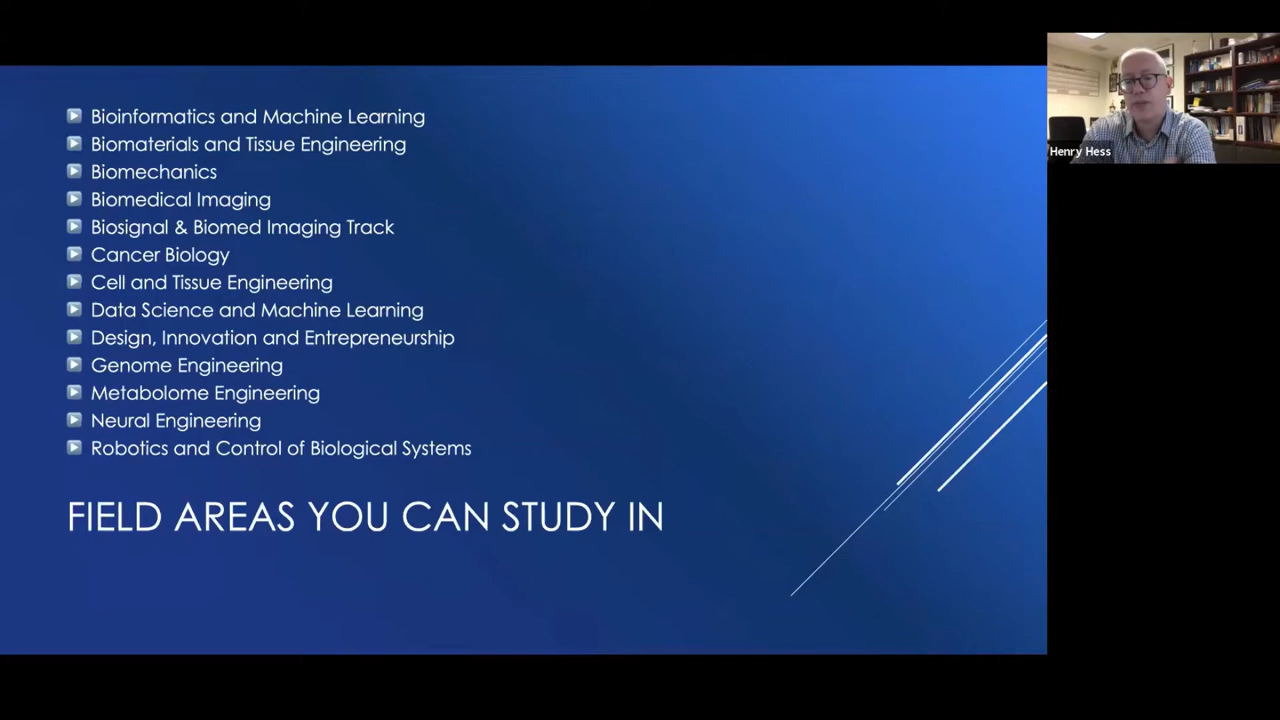 Bioinformatics and Machine Learning
Biomaterials and Tissue Engineering
Biomechanics
Biomedical Imaging
Biosignal & Biomed Imaging Track
Cancer Biology
Cell and Tissue Engineering
Data Science and Machine Learning
Design, Innovation and Entrepreneurship
Genome Engineering
Metabolome Engineering
Neural Engineering
Robotics and Control of Biological Systems
FIELD AREAS YOU CAN STUDY IN
Henry Hess